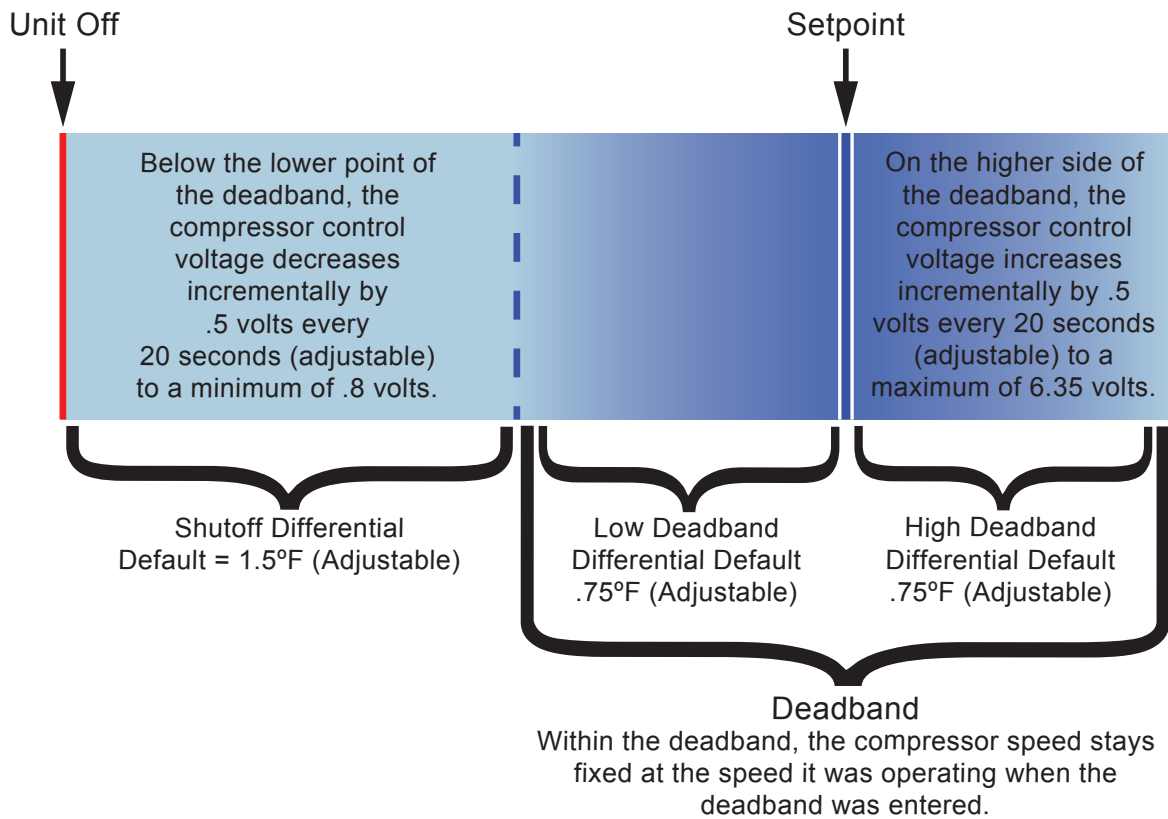 Unit Off
Setpoint
Below the lower point of
the deadband, the
compressor control
voltage decreases
incrementally by
.5 volts every
20 seconds (adjustable)
to a minimum of .8 volts.
On the higher side of
the deadband, the
compressor control
voltage increases
incrementally by .5
volts every 20 seconds
(adjustable) to a
maximum of 6.35 volts.
Shutoff Differential
Default = 1.5ºF (Adjustable)
Low Deadband
Differential Default
.75ºF (Adjustable)
High Deadband
Differential Default
.75ºF (Adjustable)
Deadband
Within the deadband, the compressor speed stays
fixed at the speed it was operating when the
deadband was entered.